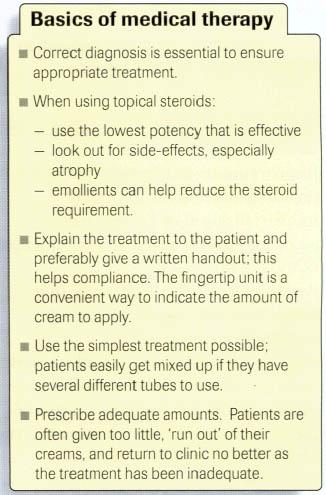 Basics of medical therapy
■ Correct diagnosis is essential to ensure
appropriate treatment.
■ When using topical steroids:
– use the lowest potency that is effective
– look out for side-effects, especially
atrophy
– emollients can help reduce the steroid
requirement.
■ Explain the treatment to the patient and
preferably give a written handout; this
helps compliance. The fingertip unit is a
convenient way to indicate the amount of
cream to apply.
■ Use the simplest treatment possible;
patients easily get mixed up if they have
several different tubes to use.
■ Prescribe adequate amounts. Patients are
often given too little, ‘run out’ of their
creams, and return to clinic no better as
the treatment has been inadequate.